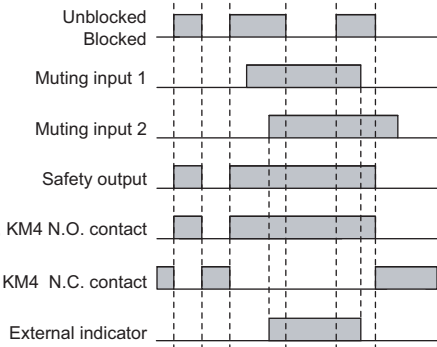 Unblocked
Blocked
Muting input 1
Muting input 2
Safety output
KM4 N.O. contact
KM4 N.C. contact
External indicator